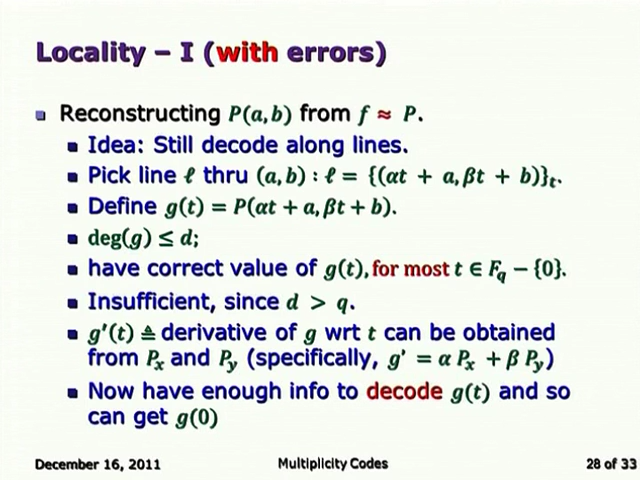 Locality – I (with errors)
Reconstructing P(a, b) from f ≈ P.
Idea: Still decode along lines.
Pick line ℓ thru (a, b) : ℓ = {(αt + a, βt + b)}ₜ.
Define g(t) = P(αt + a, βt + b).
deg(g) ≤ d;
have correct value of g(t), for most t ∈ F_q − {0}.
Insufficient, since d > q.
g′(t) ≜ derivative of g wrt t can be obtained
from Pₓ and P_y (specifically, g′ = α Pₓ + β P_y)
Now have enough info to decode g(t) and so
can get g(0)
December 16, 2011 Multiplicity Codes 28 of 33